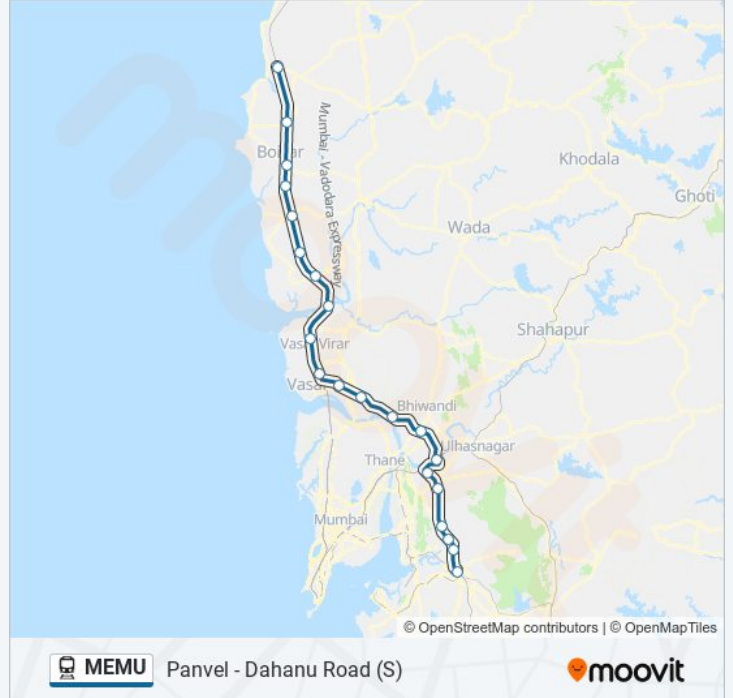 Boisar
Mumbai - Vadodara Expressway
Khodala
Ghoti
Wada
Shahapur
Vasai Virar
Vasai
Bhiwandi
Ulhasnagar
Thane
Mumbai
© OpenStreetMap contributors | © OpenMapTiles
MEMU Panvel - Dahanu Road (S) moovit